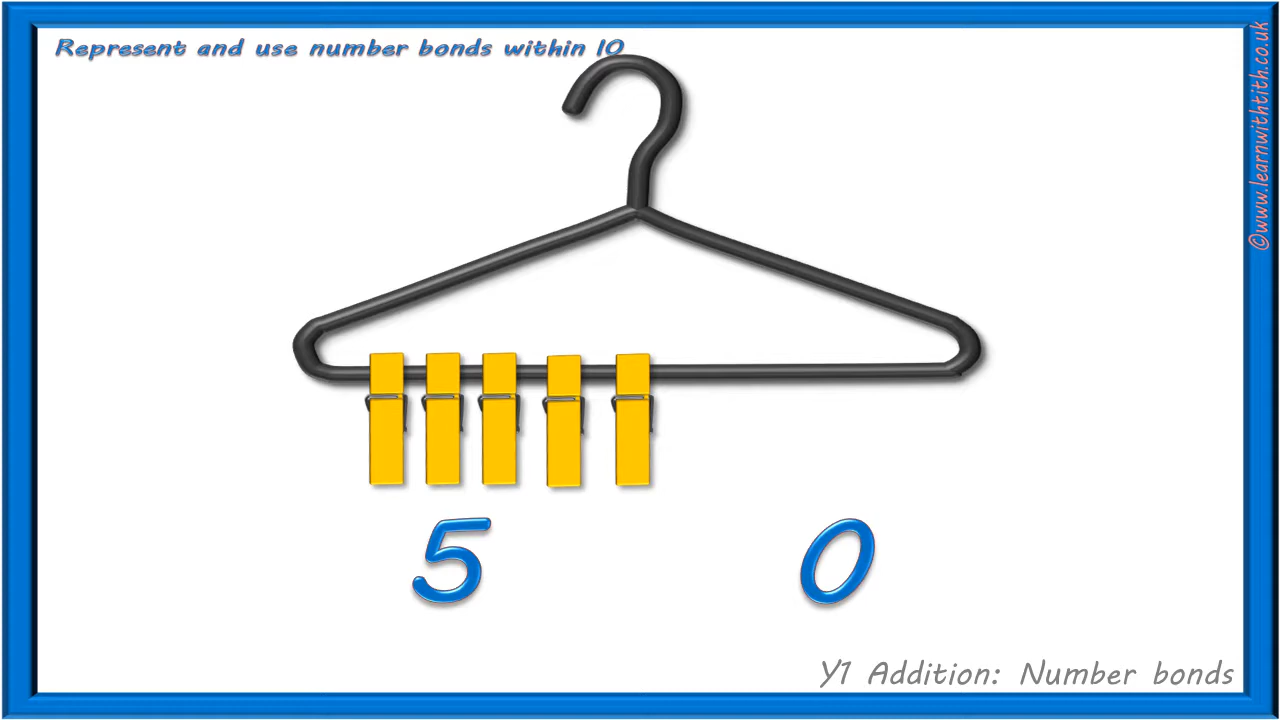 Represent and use number bonds within 10
©www.learnwithtith.co.uk
5 0
Y1 Addition: Number bonds